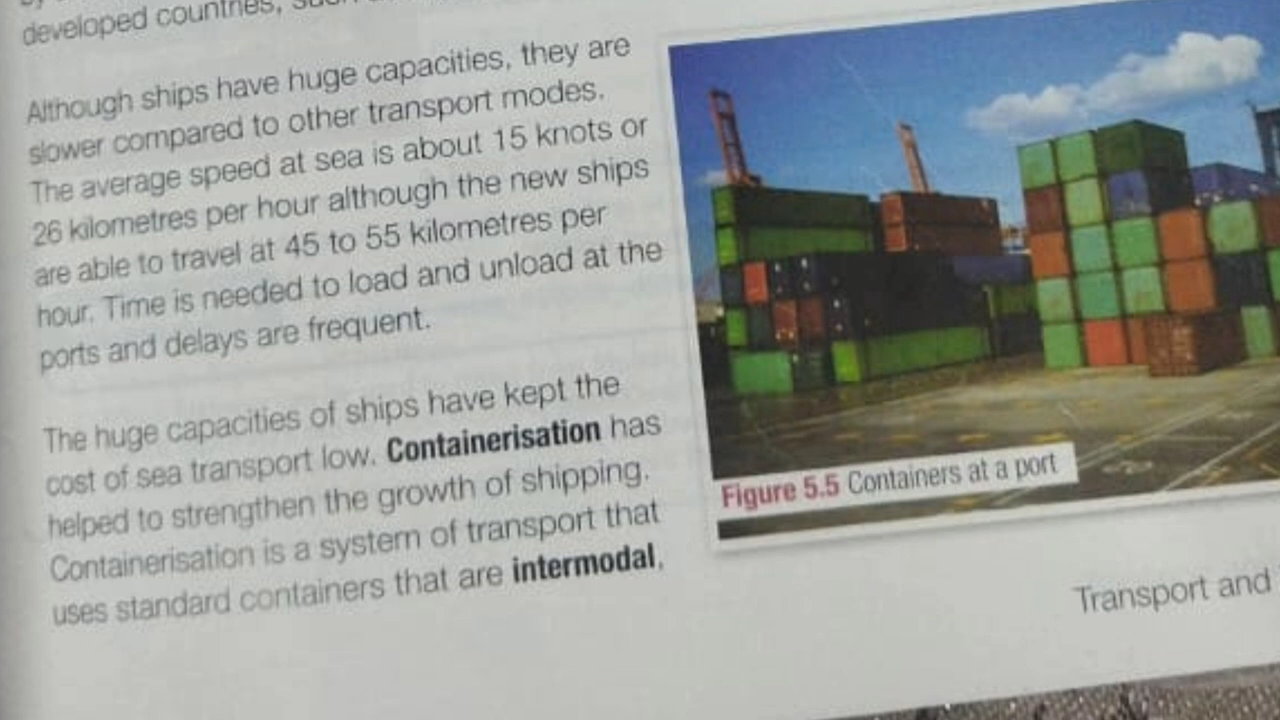 developed countries,
Although ships have huge capacities, they are
slower compared to other transport modes.
The average speed at sea is about 15 knots or
26 kilometres per hour although the new ships
are able to travel at 45 to 55 kilometres per
hour. Time is needed to load and unload at the
ports and delays are frequent.
The huge capacities of ships have kept the
cost of sea transport low. Containerisation has
helped to strengthen the growth of shipping.
Containerisation is a system of transport that
uses standard containers that are intermodal,
Figure 5.5 Containers at a port
Transport and